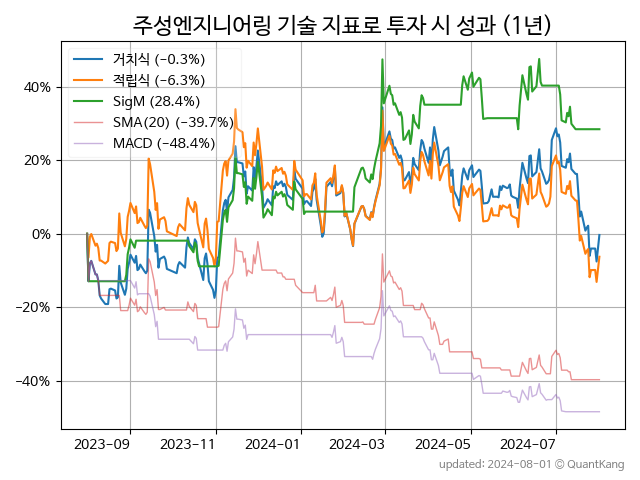 주성엔지니어링 기술 지표로 투자 시 성과 (1년)
거치식 (−0.3%)
적립식 (−6.3%)
SigM (28.4%)
SMA(20) (−39.7%)
MACD (−48.4%)
40%
20%
0%
−20%
−40%
2023-09 2023-11 2024-01 2024-03 2024-05 2024-07
updated: 2024-08-01 © QuantKang